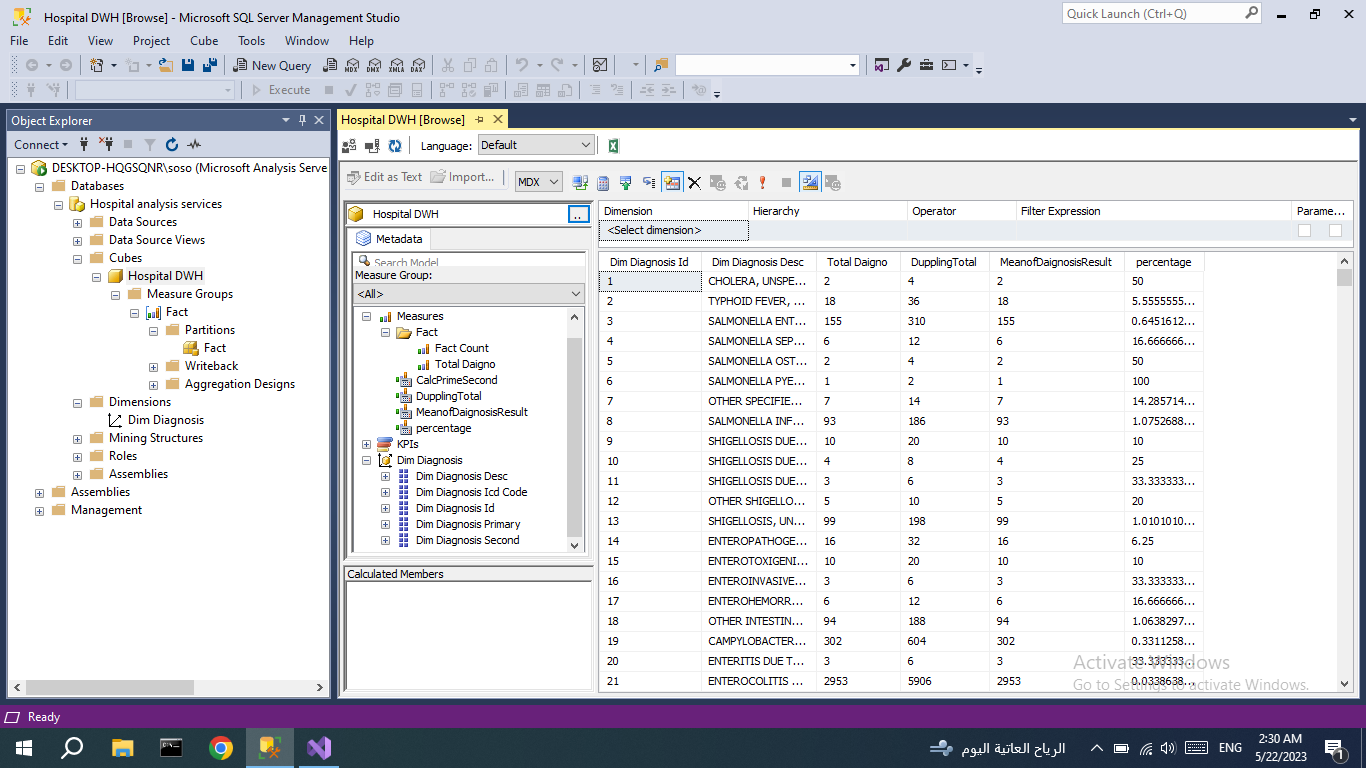 Hospital DWH [Browse] - Microsoft SQL Server Management Studio
Quick Launch (Ctrl+Q)
File Edit View Project Cube Tools Window Help
New Query MDX DMX XMLA DAX
Execute
Object Explorer
Connect
DESKTOP-HQGSQNR\soso (Microsoft Analysis Serve
Databases
Hospital analysis services
Data Sources
Data Source Views
Cubes
Hospital DWH
Measure Groups
Fact
Partitions
Fact
Writeback
Aggregation Designs
Dimensions
Dim Diagnosis
Mining Structures
Roles
Assemblies
Assemblies
Management
Hospital DWH [Browse]
Language: Default
Edit as Text Import... MDX
Hospital DWH ..
Metadata
Search Model
Measure Group:
<All>
Measures
Fact
Fact Count
Total Daigno
CalcPrimeSecond
DupplingTotal
MeanofDaignosisResult
percentage
KPIs
Dim Diagnosis
Dim Diagnosis Desc
Dim Diagnosis Icd Code
Dim Diagnosis Id
Dim Diagnosis Primary
Dim Diagnosis Second
Calculated Members
Dimension Hierarchy Operator Filter Expression Parame...
<Select dimension>
Dim Diagnosis Id Dim Diagnosis Desc Total Daigno DupplingTotal MeanofDaignosisResult percentage
1 CHOLERA, UNSPE... 2 4 2 50
2 TYPHOID FEVER, ... 18 36 18 5.5555555...
3 SALMONELLA ENT... 155 310 155 0.6451612...
4 SALMONELLA SEP... 6 12 6 16.666666...
5 SALMONELLA OST... 2 4 2 50
6 SALMONELLA PYE... 1 2 1 100
7 OTHER SPECIFIE... 7 14 7 14.285714...
8 SALMONELLA INF... 93 186 93 1.0752688...
9 SHIGELLOSIS DUE... 10 20 10 10
10 SHIGELLOSIS DUE... 4 8 4 25
11 SHIGELLOSIS DUE... 3 6 3 33.333333...
12 OTHER SHIGELLO... 5 10 5 20
13 SHIGELLOSIS, UN... 99 198 99 1.0101010...
14 ENTEROPATHOGE... 16 32 16 6.25
15 ENTEROTOXIGENI... 10 20 10 10
16 ENTEROINVASIVE... 3 6 3 33.333333...
17 ENTEROHEMORR... 6 12 6 16.666666...
18 OTHER INTESTIN... 94 188 94 1.0638297...
19 CAMPYLOBACTER... 302 604 302 0.3311258...
20 ENTERITIS DUE T... 3 6 3 33.333333...
21 ENTEROCOLITIS ... 2953 5906 2953 0.0338638...
Activate Windows
Go to Settings to activate Windows.
Ready
الرياح العاتية اليوم
ENG
2:30 AM
5/22/2023
1